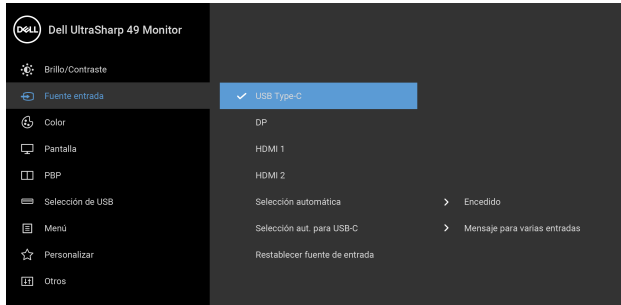 DELL Dell UltraSharp 49 Monitor
Brillo/Contraste
Fuente entrada
USB Type-C
Color
DP
Pantalla
HDMI 1
PBP
HDMI 2
Selección de USB
Selección automática
Encedido
Menú
Selección aut. para USB-C
Mensaje para varias entradas
Personalizar
Restablecer fuente de entrada
Otros